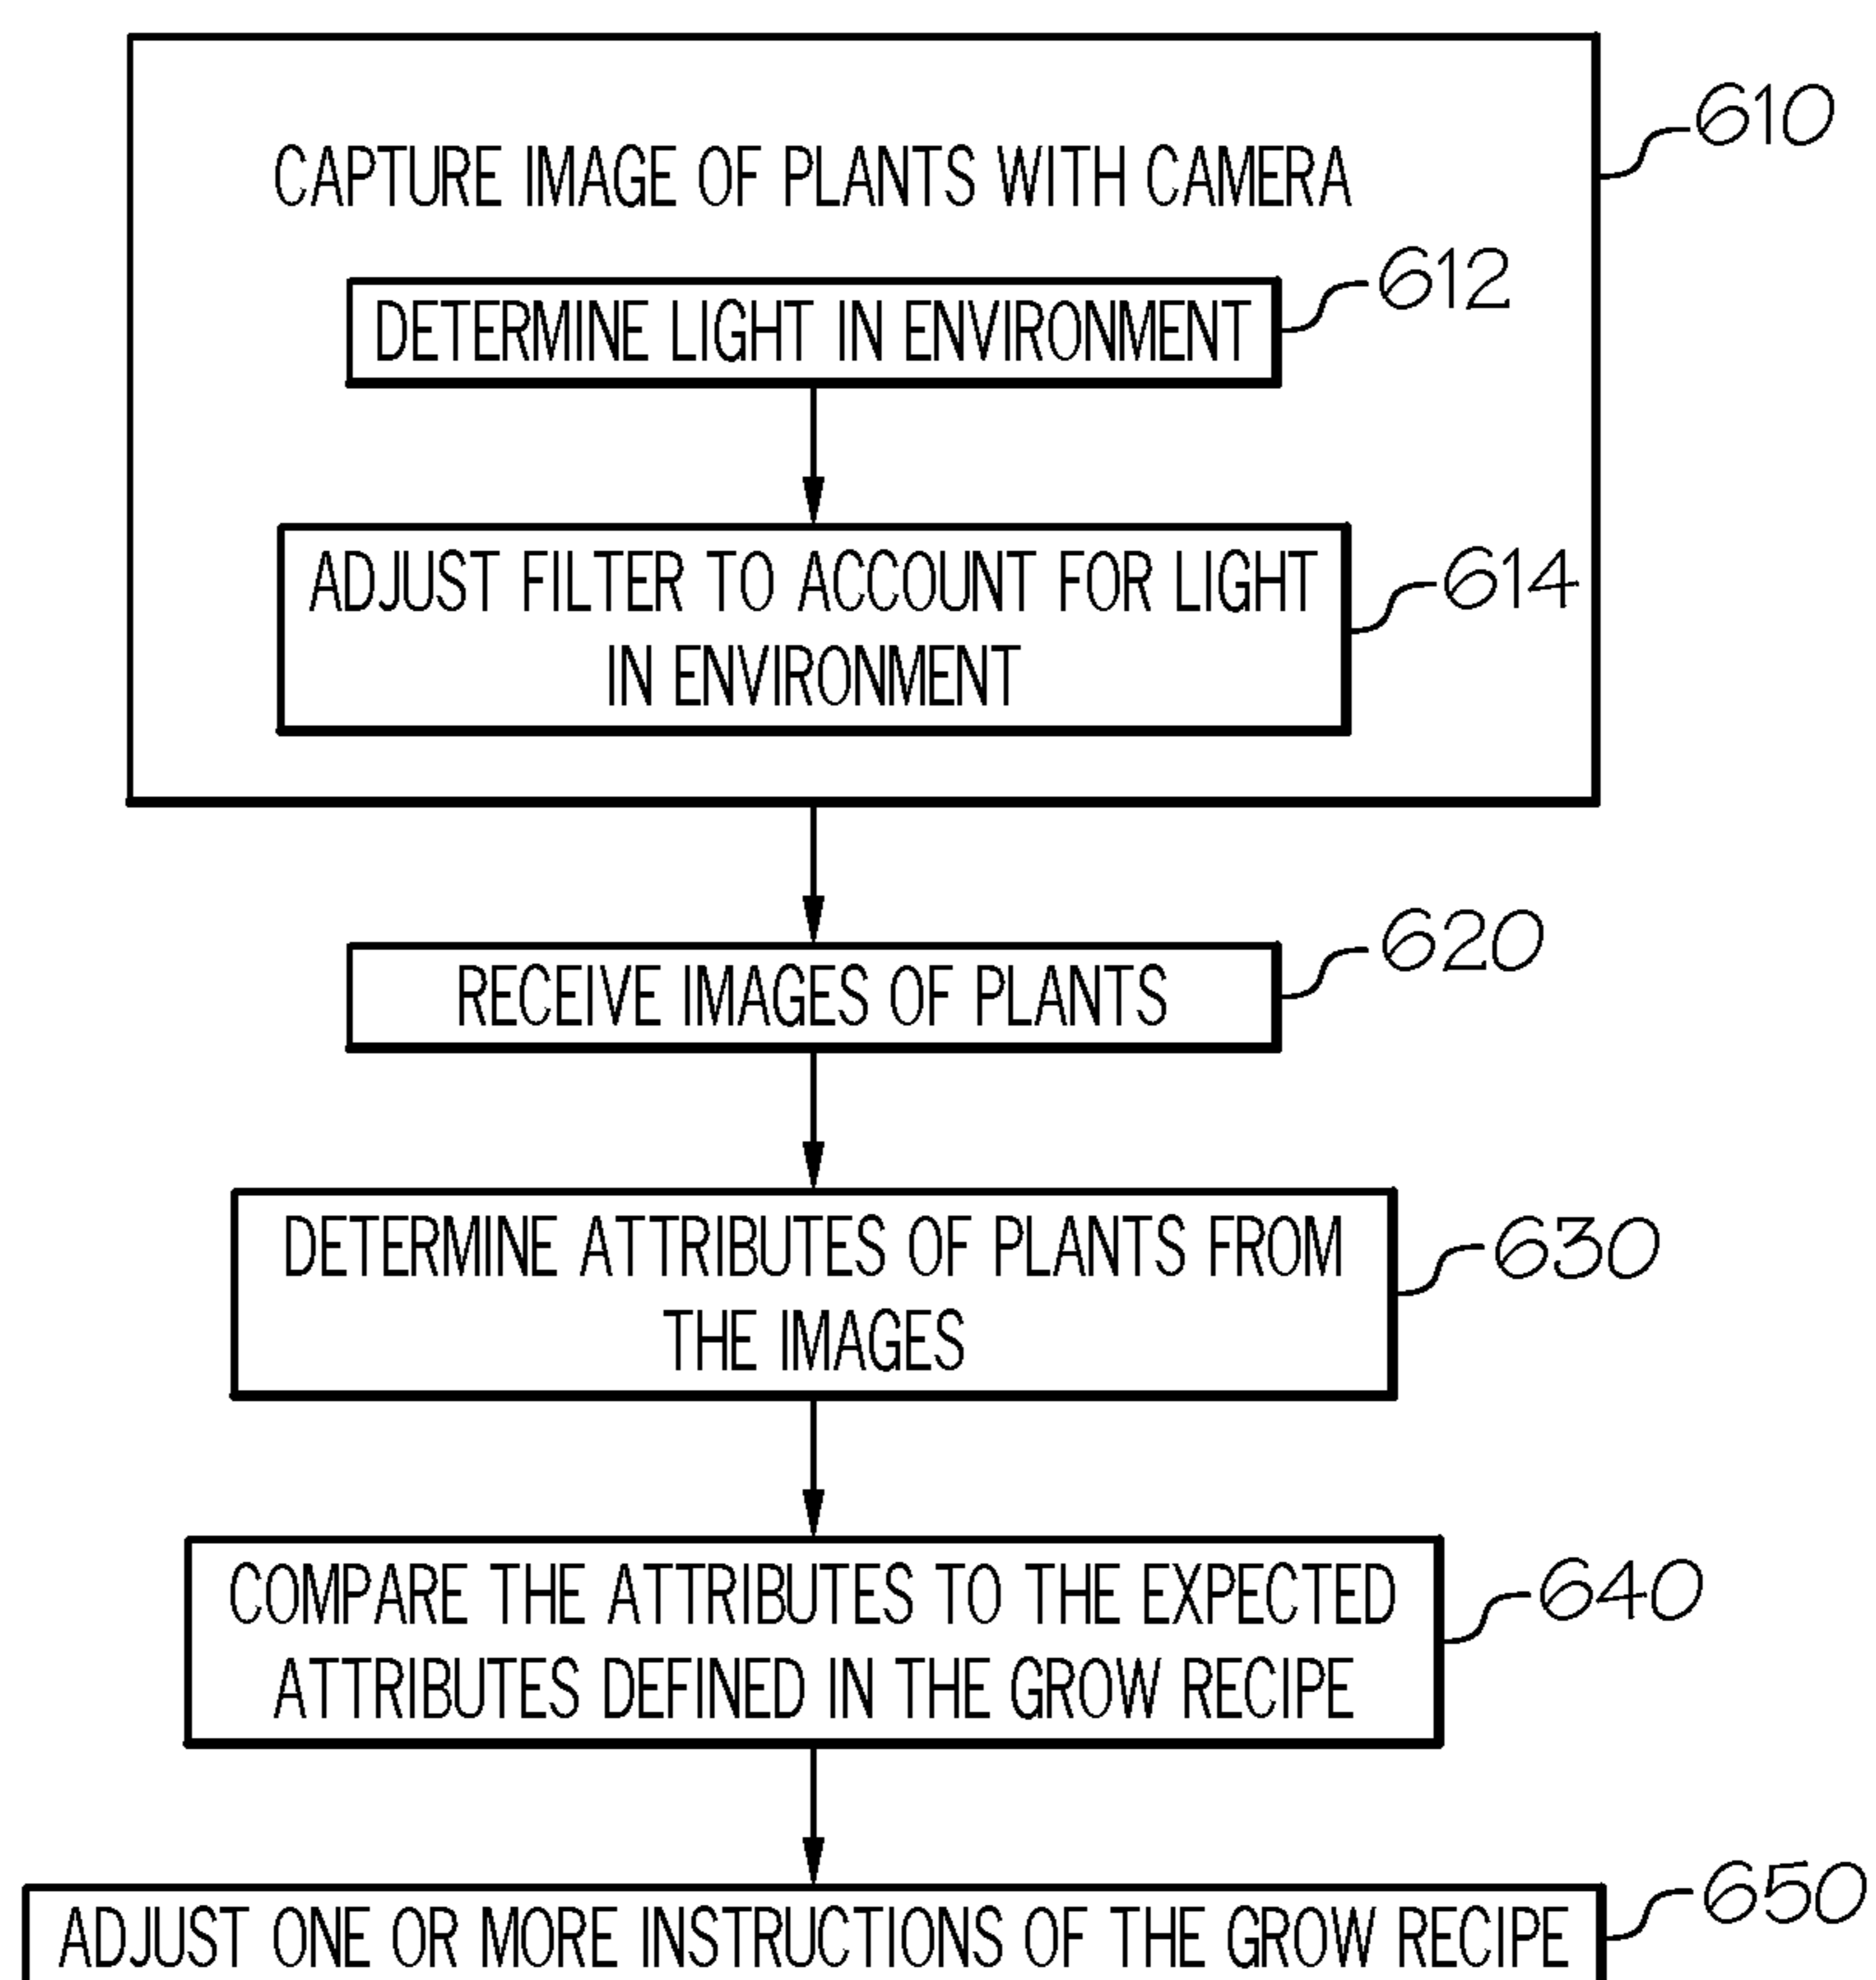 610
CAPTURE IMAGE OF PLANTS WITH CAMERA
612
DETERMINE LIGHT IN ENVIRONMENT
614
ADJUST FILTER TO ACCOUNT FOR LIGHT
IN ENVIRONMENT
620
RECEIVE IMAGES OF PLANTS
630
DETERMINE ATTRIBUTES OF PLANTS FROM
THE IMAGES
640
COMPARE THE ATTRIBUTES TO THE EXPECTED
ATTRIBUTES DEFINED IN THE GROW RECIPE
650
ADJUST ONE OR MORE INSTRUCTIONS OF THE GROW RECIPE